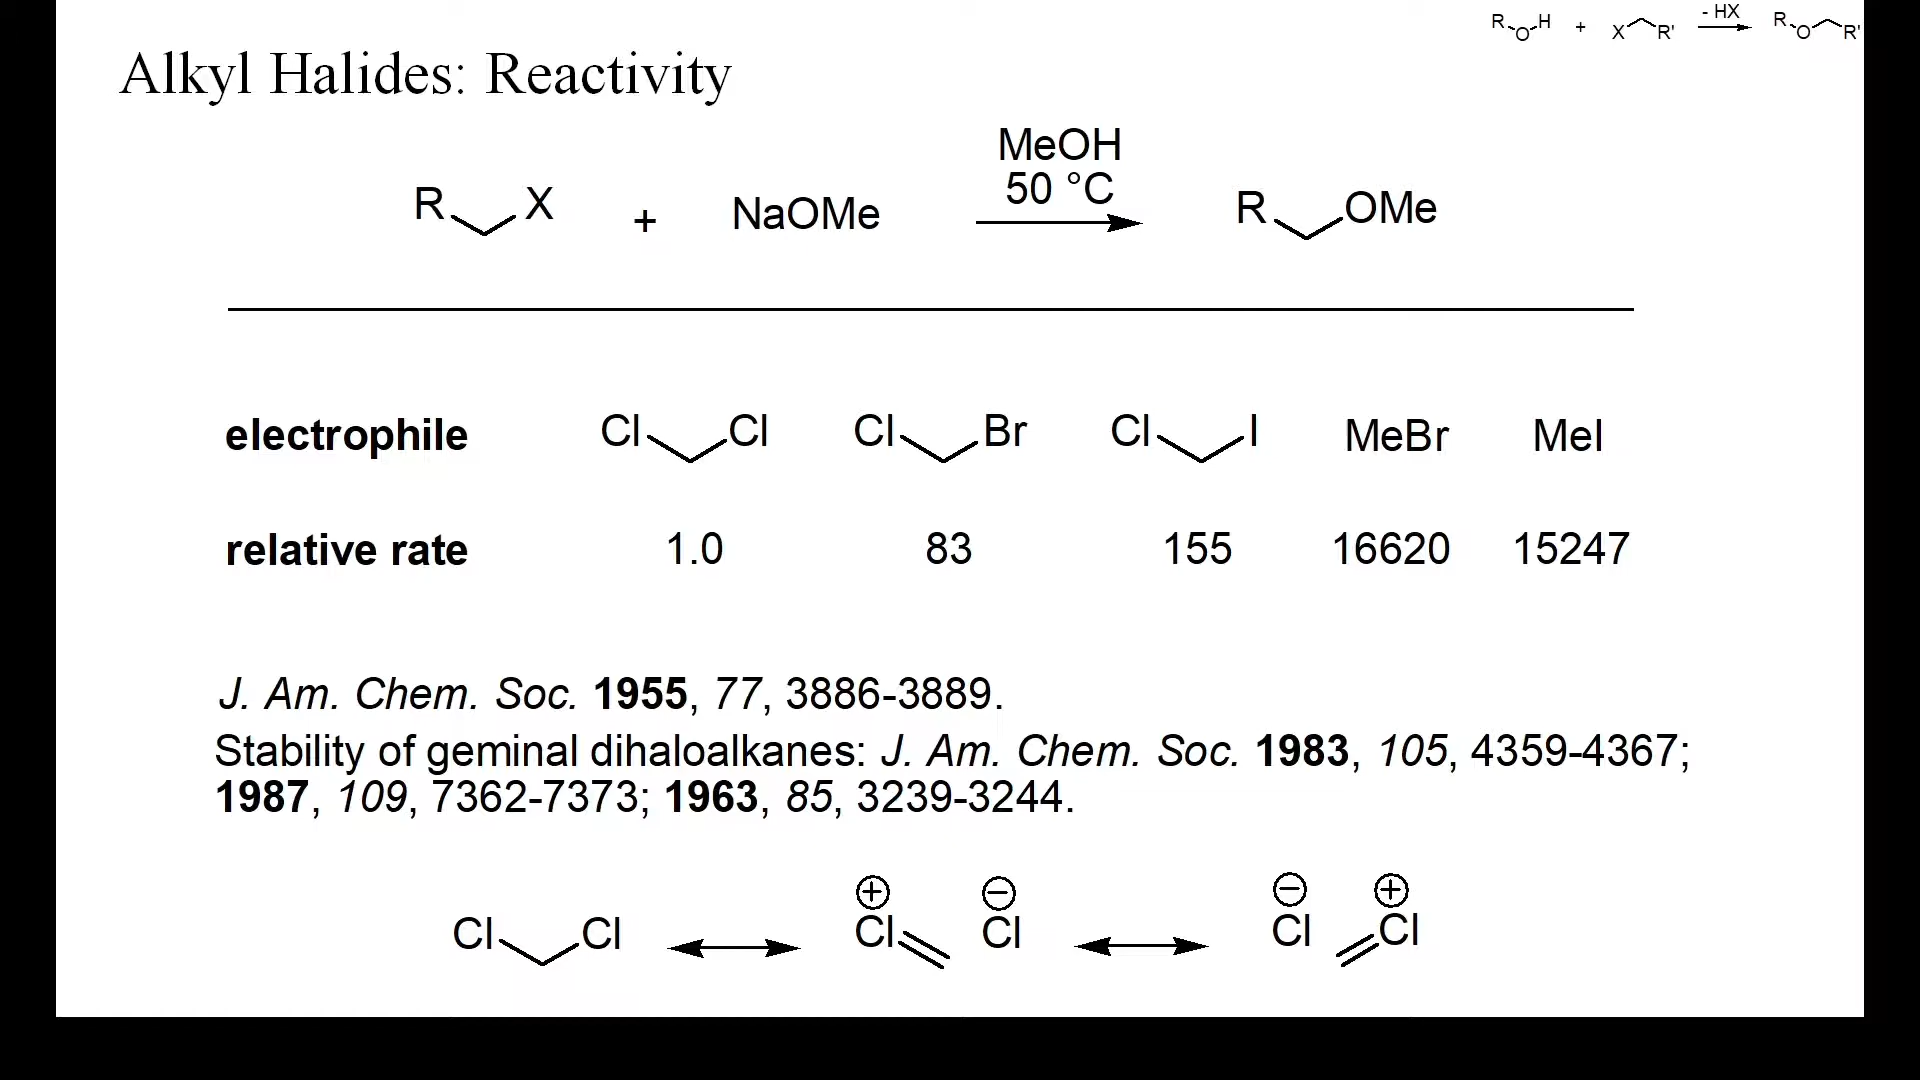 R O H + X R' - HX R O R'
Alkyl Halides: Reactivity
MeOH
50 °C
R X + NaOMe R OMe
electrophile Cl Cl Cl Br Cl I MeBr MeI
relative rate 1.0 83 155 16620 15247
J. Am. Chem. Soc. 1955, 77, 3886-3889.
Stability of geminal dihaloalkanes: J. Am. Chem. Soc. 1983, 105, 4359-4367;
1987, 109, 7362-7373; 1963, 85, 3239-3244.
⊕ ⊖ ⊖ ⊕
Cl Cl Cl Cl Cl Cl